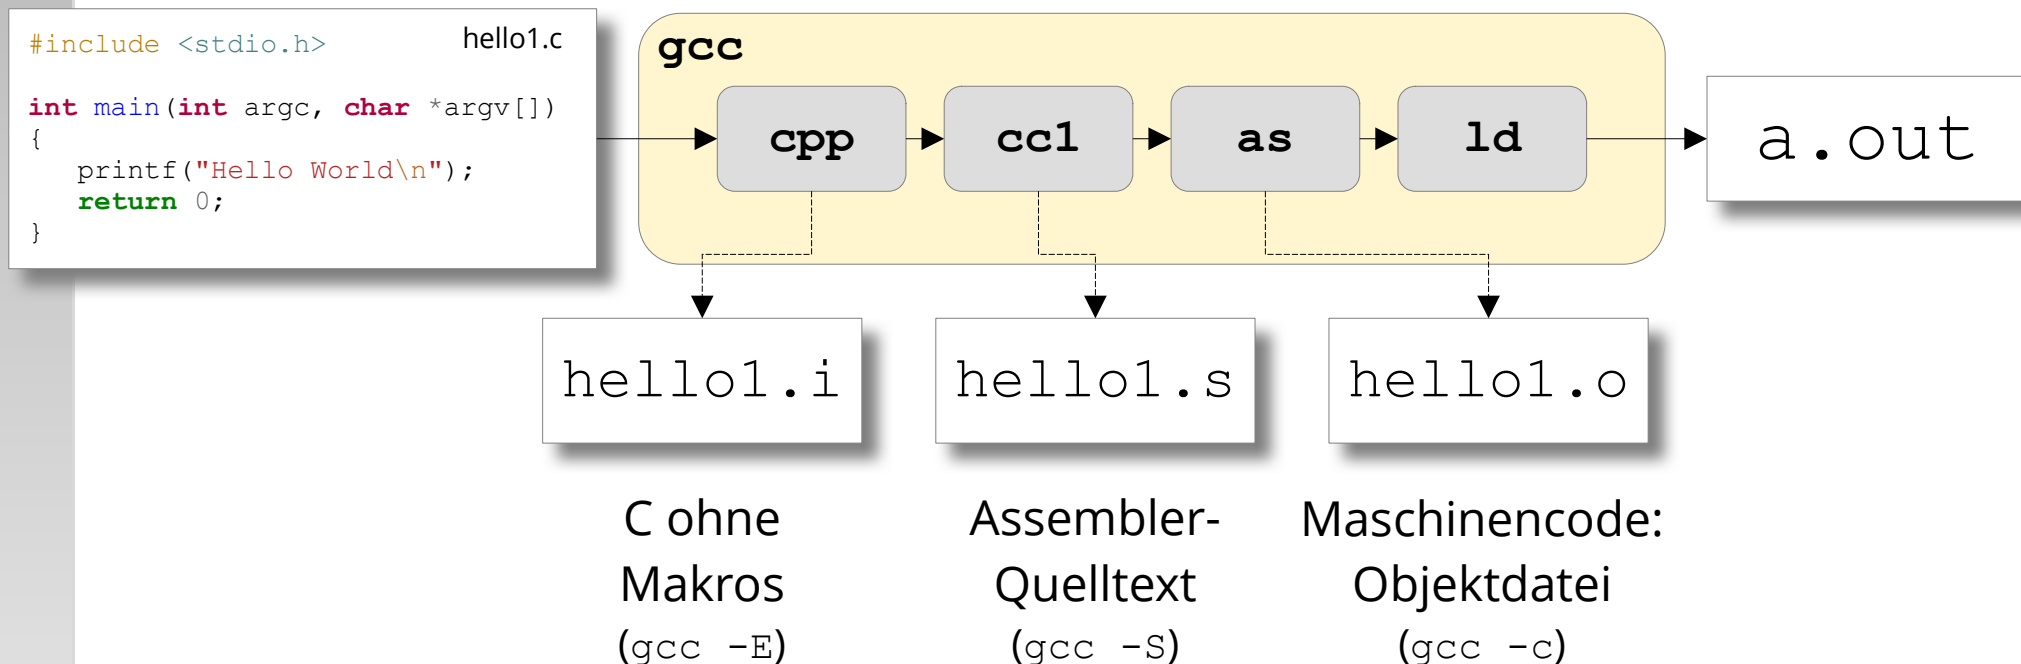 #include <stdio.h>
hello1.c
int main(int argc, char *argv[])
{
printf("Hello World\n");
return 0;
}
gcc
cpp
cc1
as
ld
a.out
hello1.i
hello1.s
hello1.o
C ohne
Makros
(gcc -E)
Assembler-
Quelltext
(gcc -S)
Maschinencode:
Objektdatei
(gcc -c)